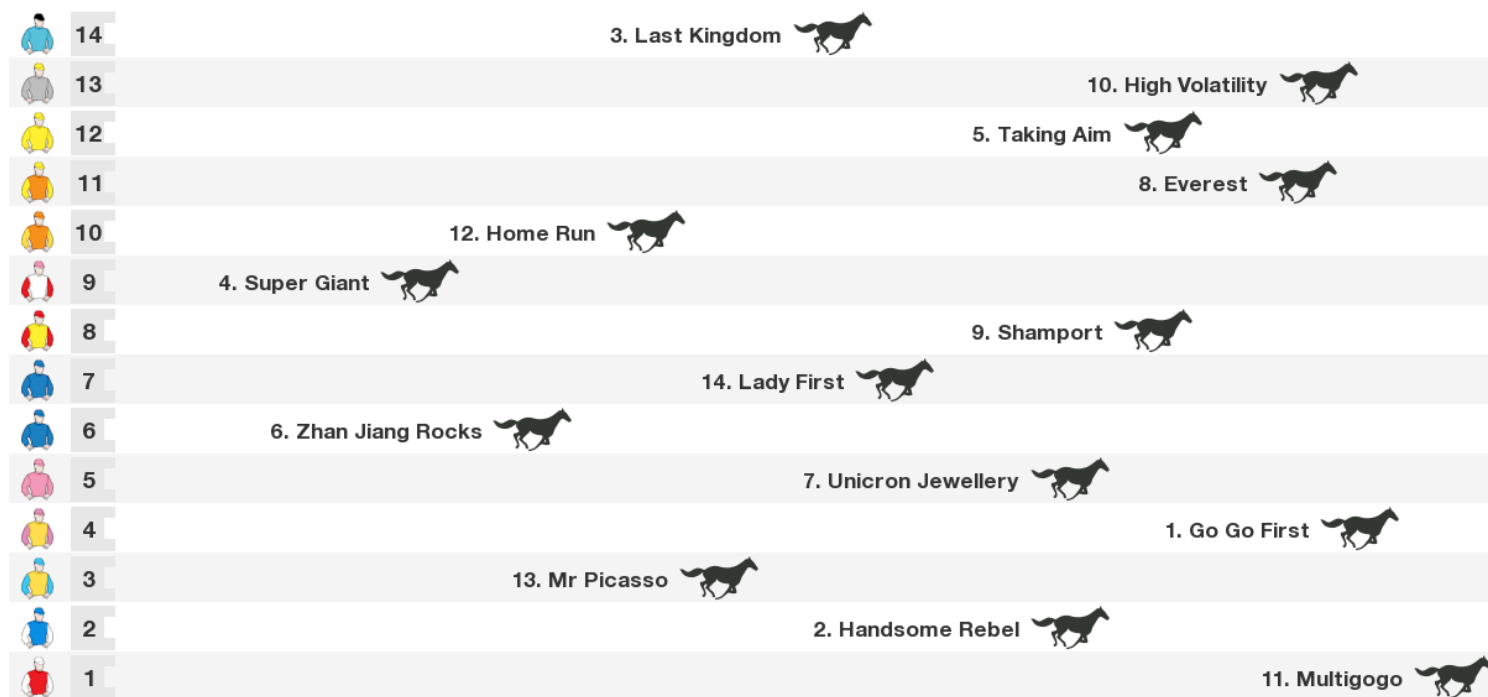 14 3. Last Kingdom
13 10. High Volatility
12 5. Taking Aim
11 8. Everest
10 12. Home Run
9 4. Super Giant
8 9. Shamport
7 14. Lady First
6 6. Zhan Jiang Rocks
5 7. Unicron Jewellery
4 1. Go Go First
3 13. Mr Picasso
2 2. Handsome Rebel
1 11. Multigogo